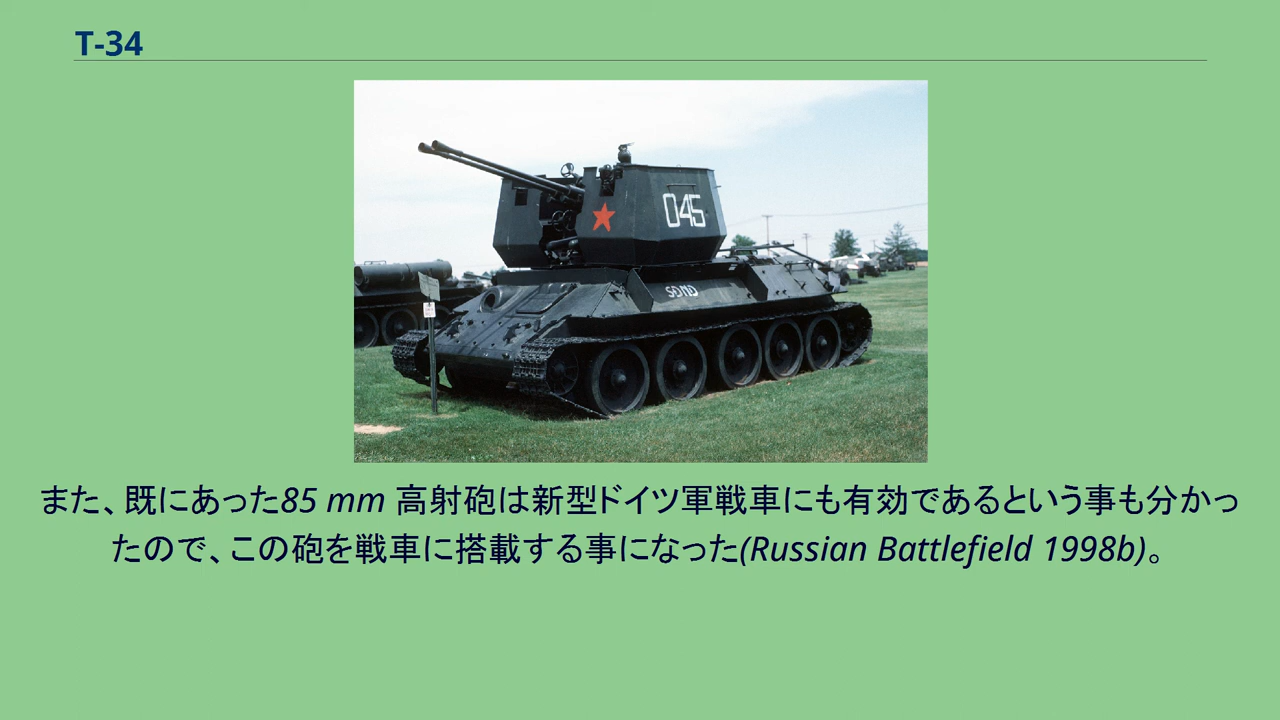 T-34
045
また、既にあった85 mm 高射砲は新型ドイツ軍戦車にも有効であるという事も分かっ
たので、この砲を戦車に搭載する事になった(Russian Battlefield 1998b)。